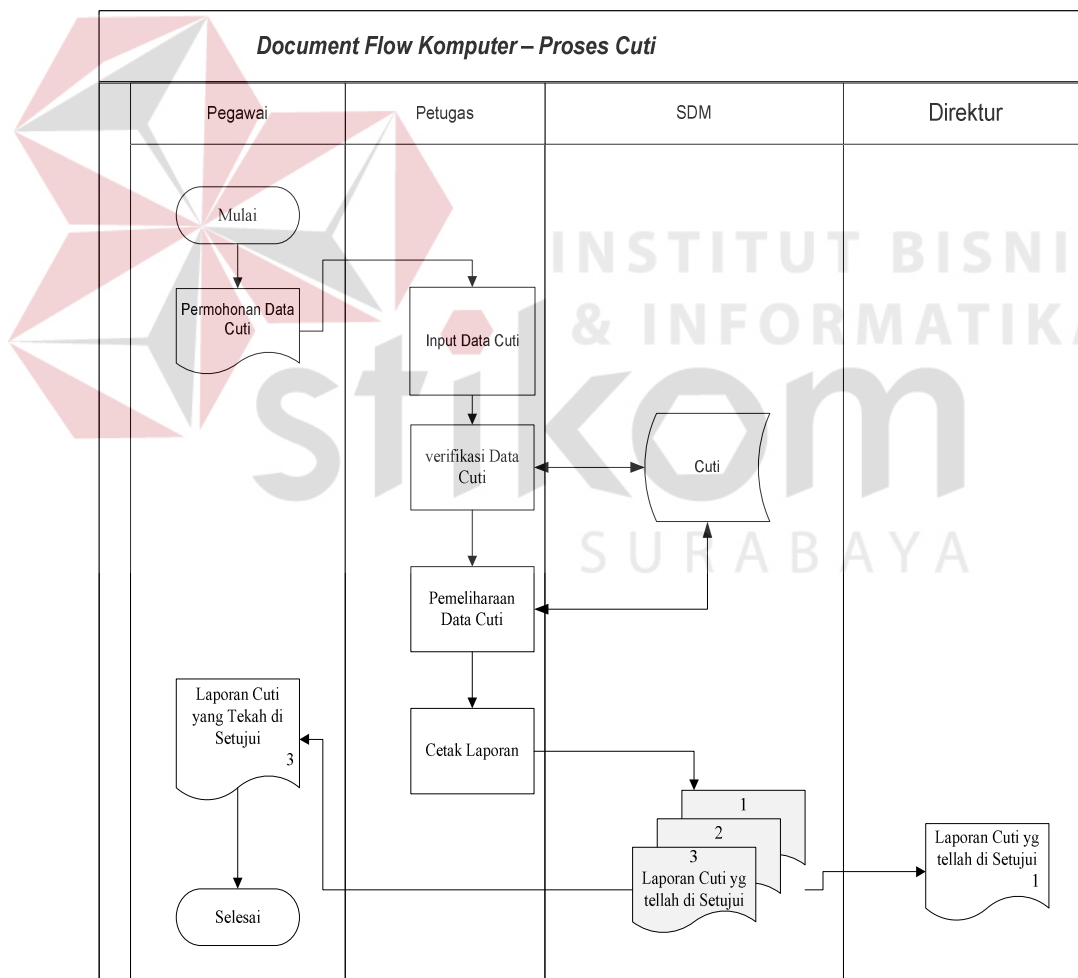 Document Flow Komputer – Proses Cuti
Pegawai
Petugas
SDM
Direktur
Mulai
Permohonan Data
Cuti
Input Data Cuti
verifikasi Data
Cuti
Cuti
Pemeliharaan
Data Cuti
Laporan Cuti
yang Tekah di
Setujui
3
Cetak Laporan
1
2
3
Laporan Cuti yg
tellah di Setujui
Laporan Cuti yg
tellah di Setujui
1
Selesai
INSTITUT BISNI
& INFORMATIKA
stikom
SURABAYA